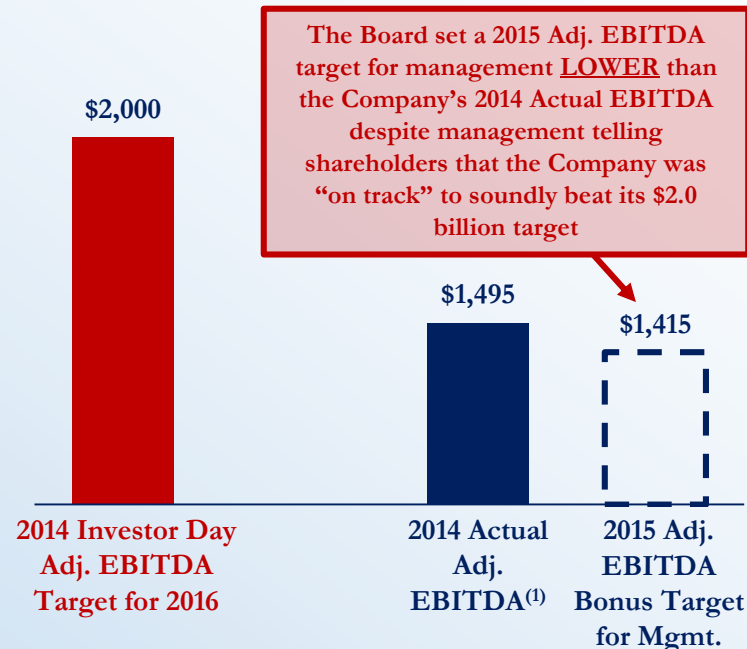 The Board set a 2015 Adj. EBITDA
target for management LOWER than
the Company's 2014 Actual EBITDA
despite management telling
shareholders that the Company was
“on track” to soundly beat its $2.0
billion target
$2,000
$1,495
$1,415
2014 Investor Day
Adj. EBITDA
Target for 2016
2014 Actual
Adj.
EBITDA(1)
2015 Adj.
EBITDA
Bonus Target
for Mgmt.